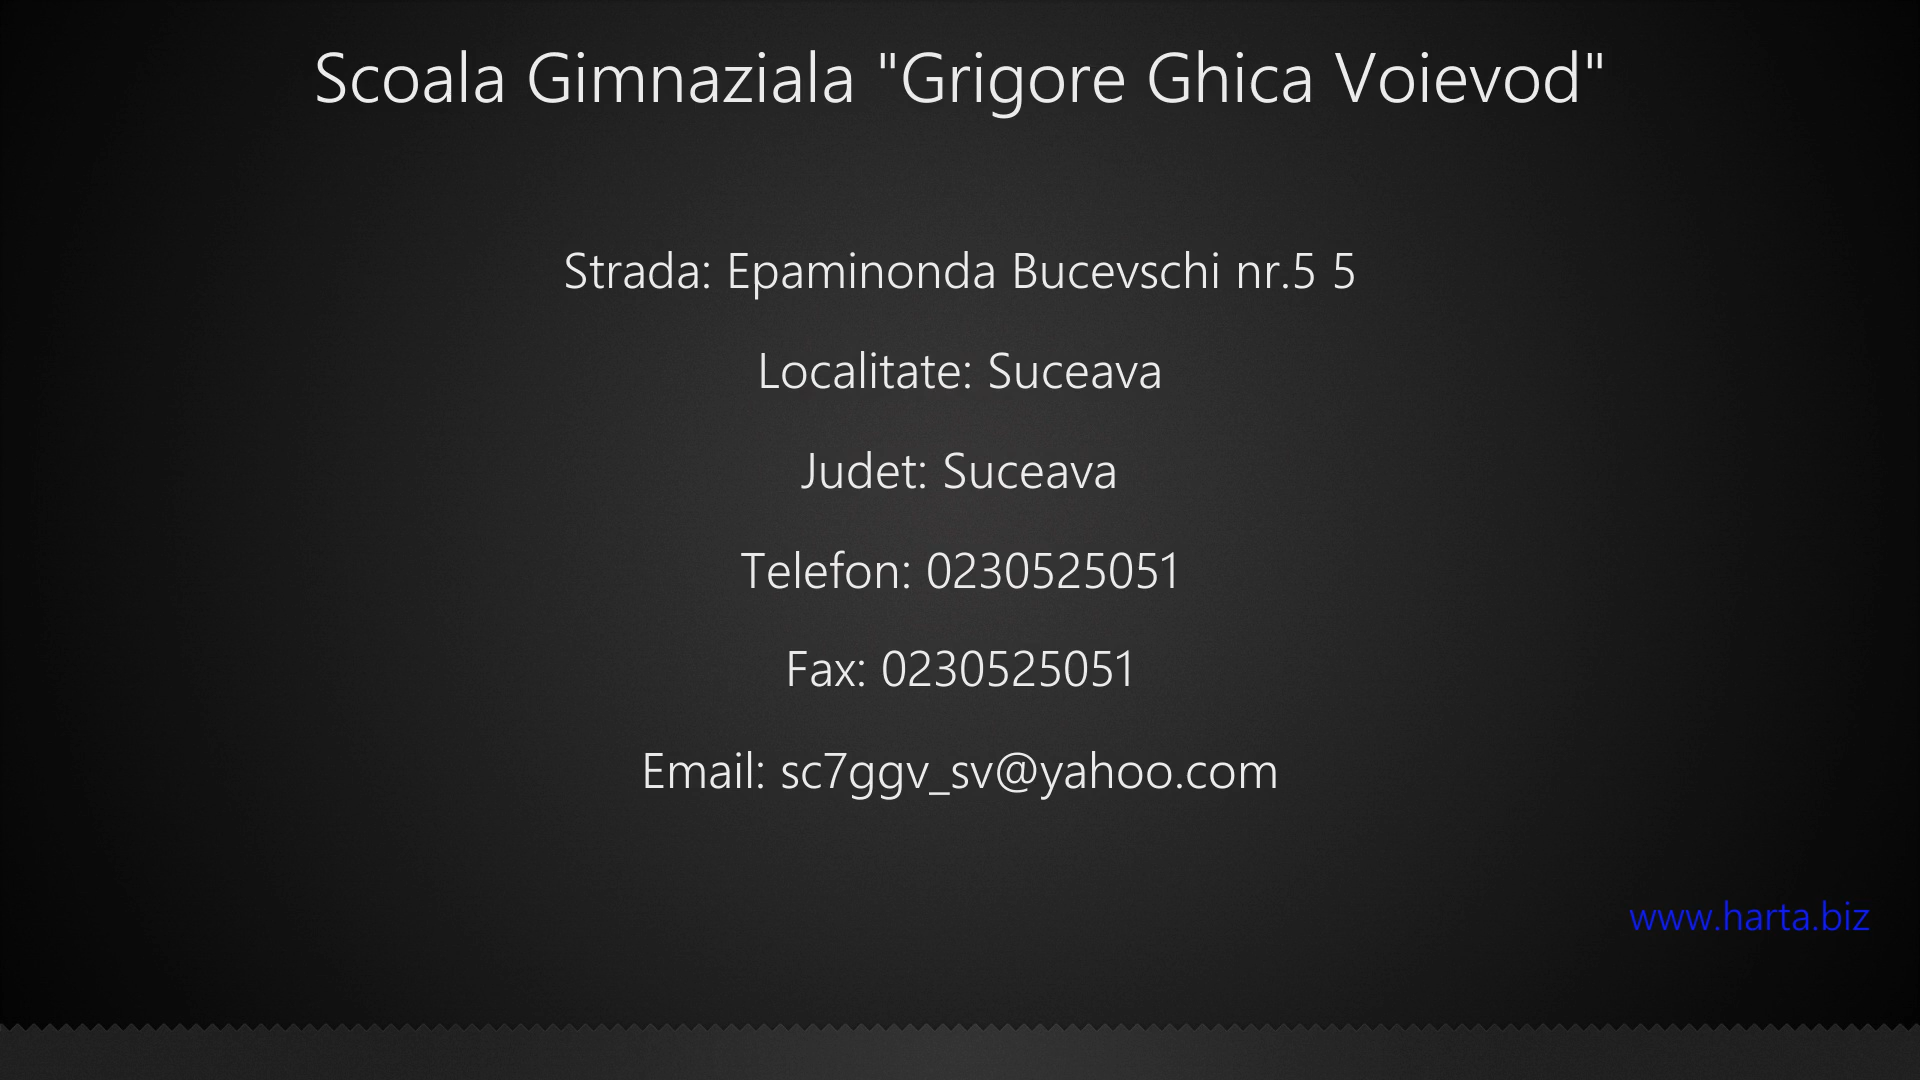 Scoala Gimnaziala "Grigore Ghica Voievod"
Strada: Epaminonda Bucevschi nr.5 5
Localitate: Suceava
Judet: Suceava
Telefon: 0230525051
Fax: 0230525051
Email: sc7ggv_sv@yahoo.com
www.harta.biz